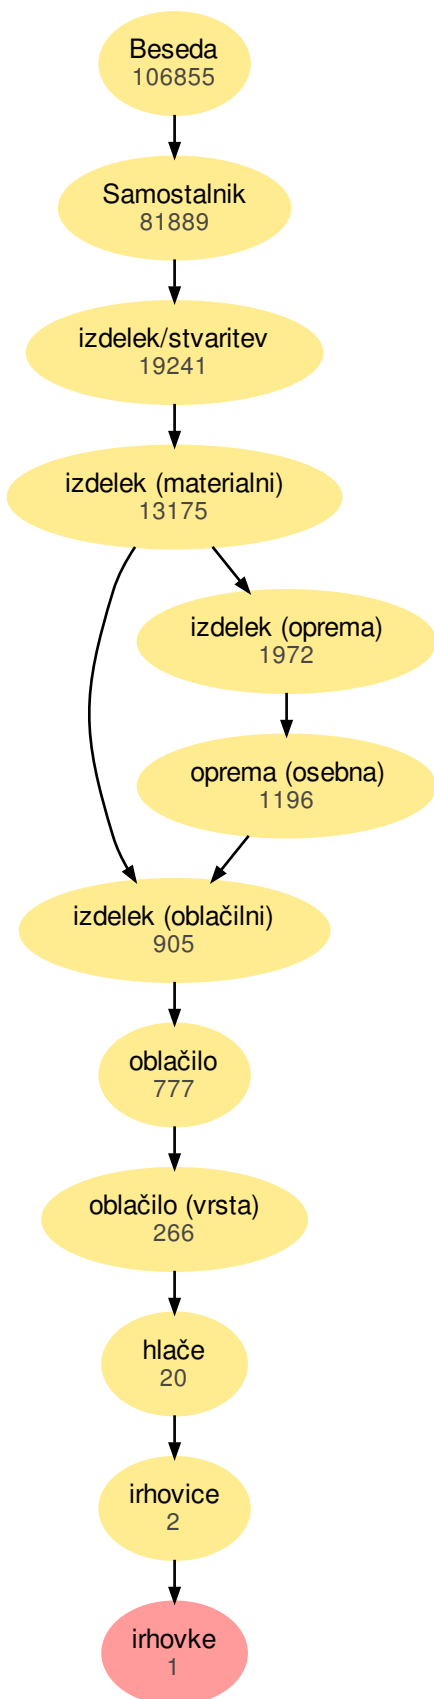 Beseda
106855
Samostalnik
81889
izdelek/stvaritev
19241
izdelek (materialni)
13175
izdelek (oprema)
1972
oprema (osebna)
1196
izdelek (oblačilni)
905
oblačilo
777
oblačilo (vrsta)
266
hlače
20
irhovice
2
irhovke
1